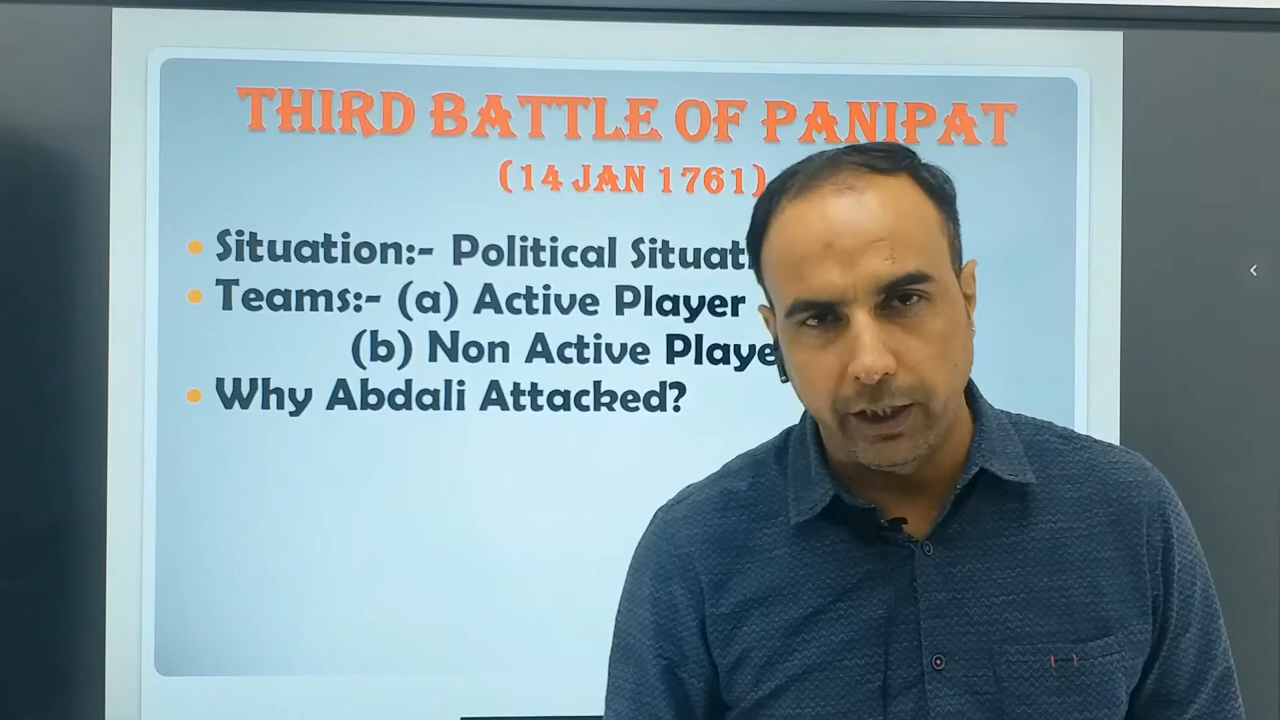 THIRD BATTLE OF PANIPAT
(14 JAN 1761)
Situation:- Political
Teams:- (a) Active Player
(b) Non Active
Why Abdali Attacked?